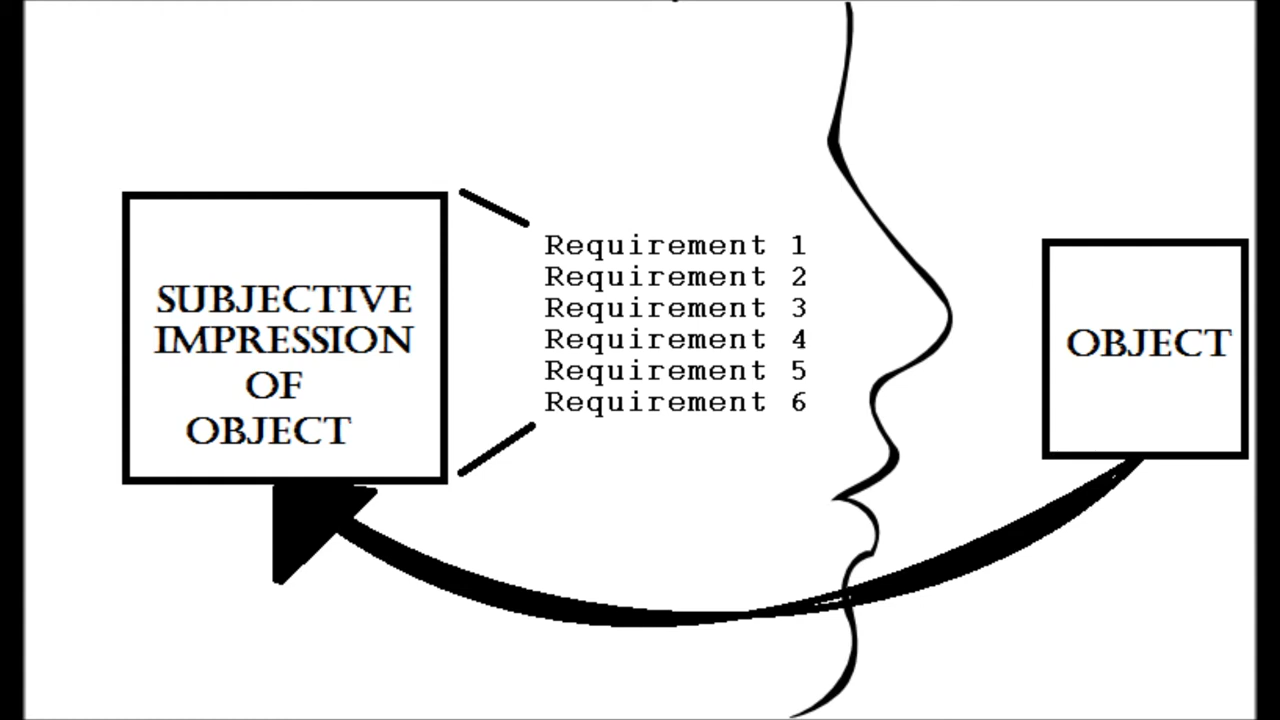 SUBJECTIVE
IMPRESSION
OF
OBJECT
Requirement 1
Requirement 2
Requirement 3
Requirement 4
Requirement 5
Requirement 6
OBJECT